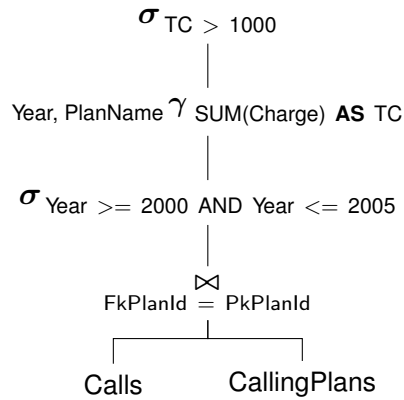 σ TC > 1000
Year, PlanName γ SUM(Charge) AS TC
σ Year >= 2000 AND Year <= 2005
⋈
FkPlanId = PkPlanId
Calls CallingPlans